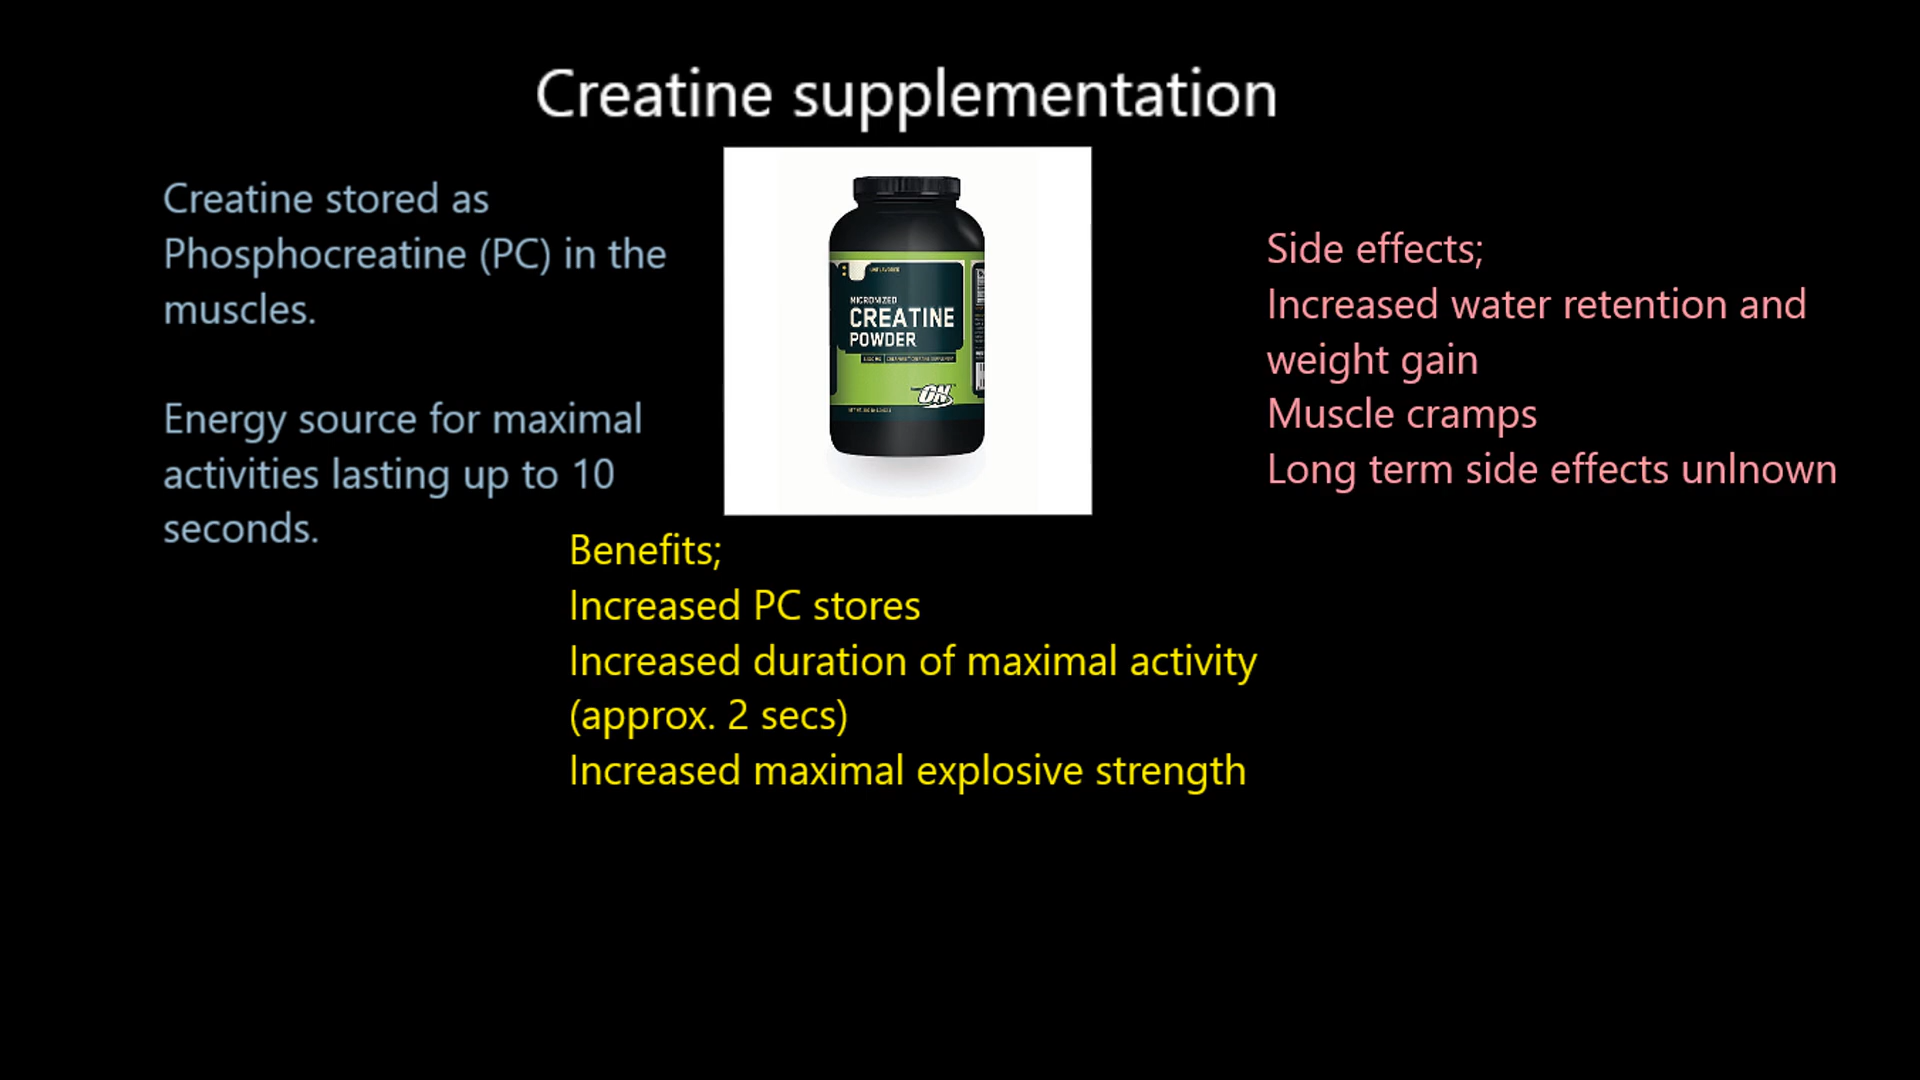 Creatine supplementation
Creatine stored as
Phosphocreatine (PC) in the
muscles.
Energy source for maximal
activities lasting up to 10
seconds.
MICRONIZED
CREATINE
POWDER
ON
Side effects;
Increased water retention and
weight gain
Muscle cramps
Long term side effects unlnown
Benefits;
Increased PC stores
Increased duration of maximal activity
(approx. 2 secs)
Increased maximal explosive strength